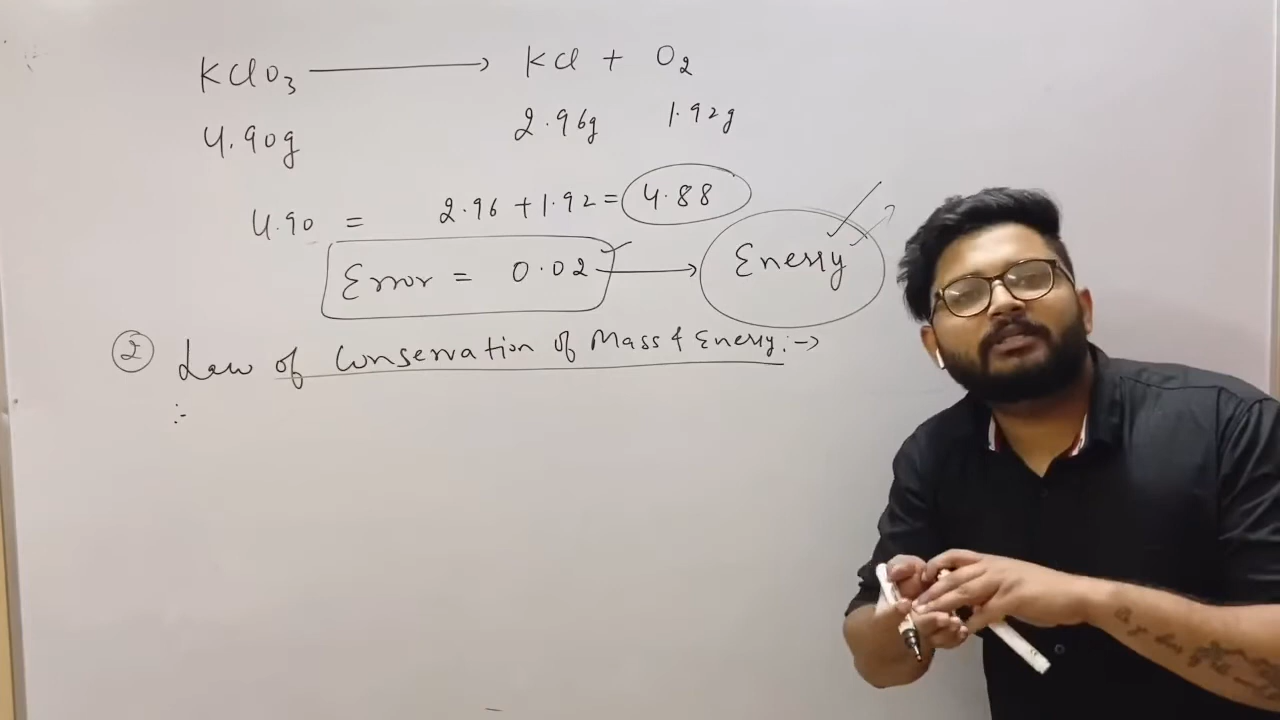 KClO3 → KCl + O2
4.90g 2.96g 1.92g
4.90 = 2.96 + 1.92 = 4.88
Error = 0.02 → Energy
② Law of Conservation of Mass & Energy :→
:-